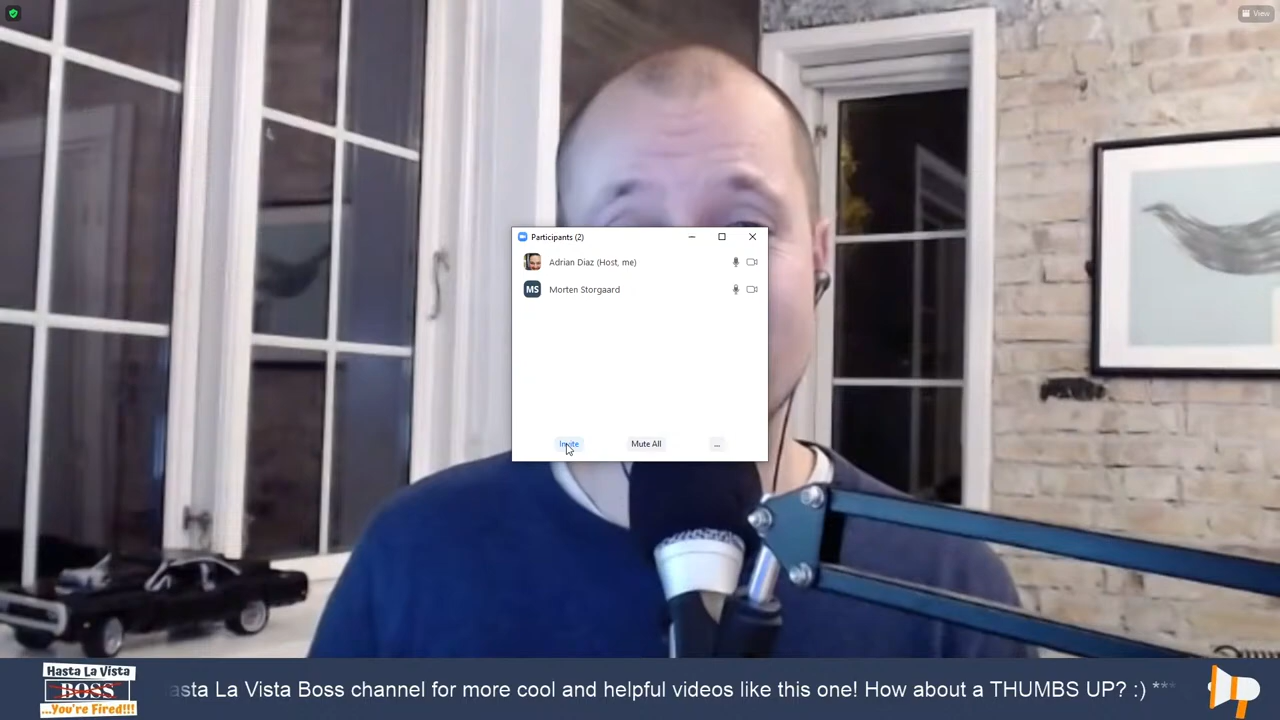 View
Participants (2)
Adrian Diaz (Host, me)
MS Morten Storgaard
Invite Mute All ...
Hasta La Vista
BOSS
...You're Fired!!!
asta La Vista Boss channel for more cool and helpful videos like this one! How about a THUMBS UP? :) ***